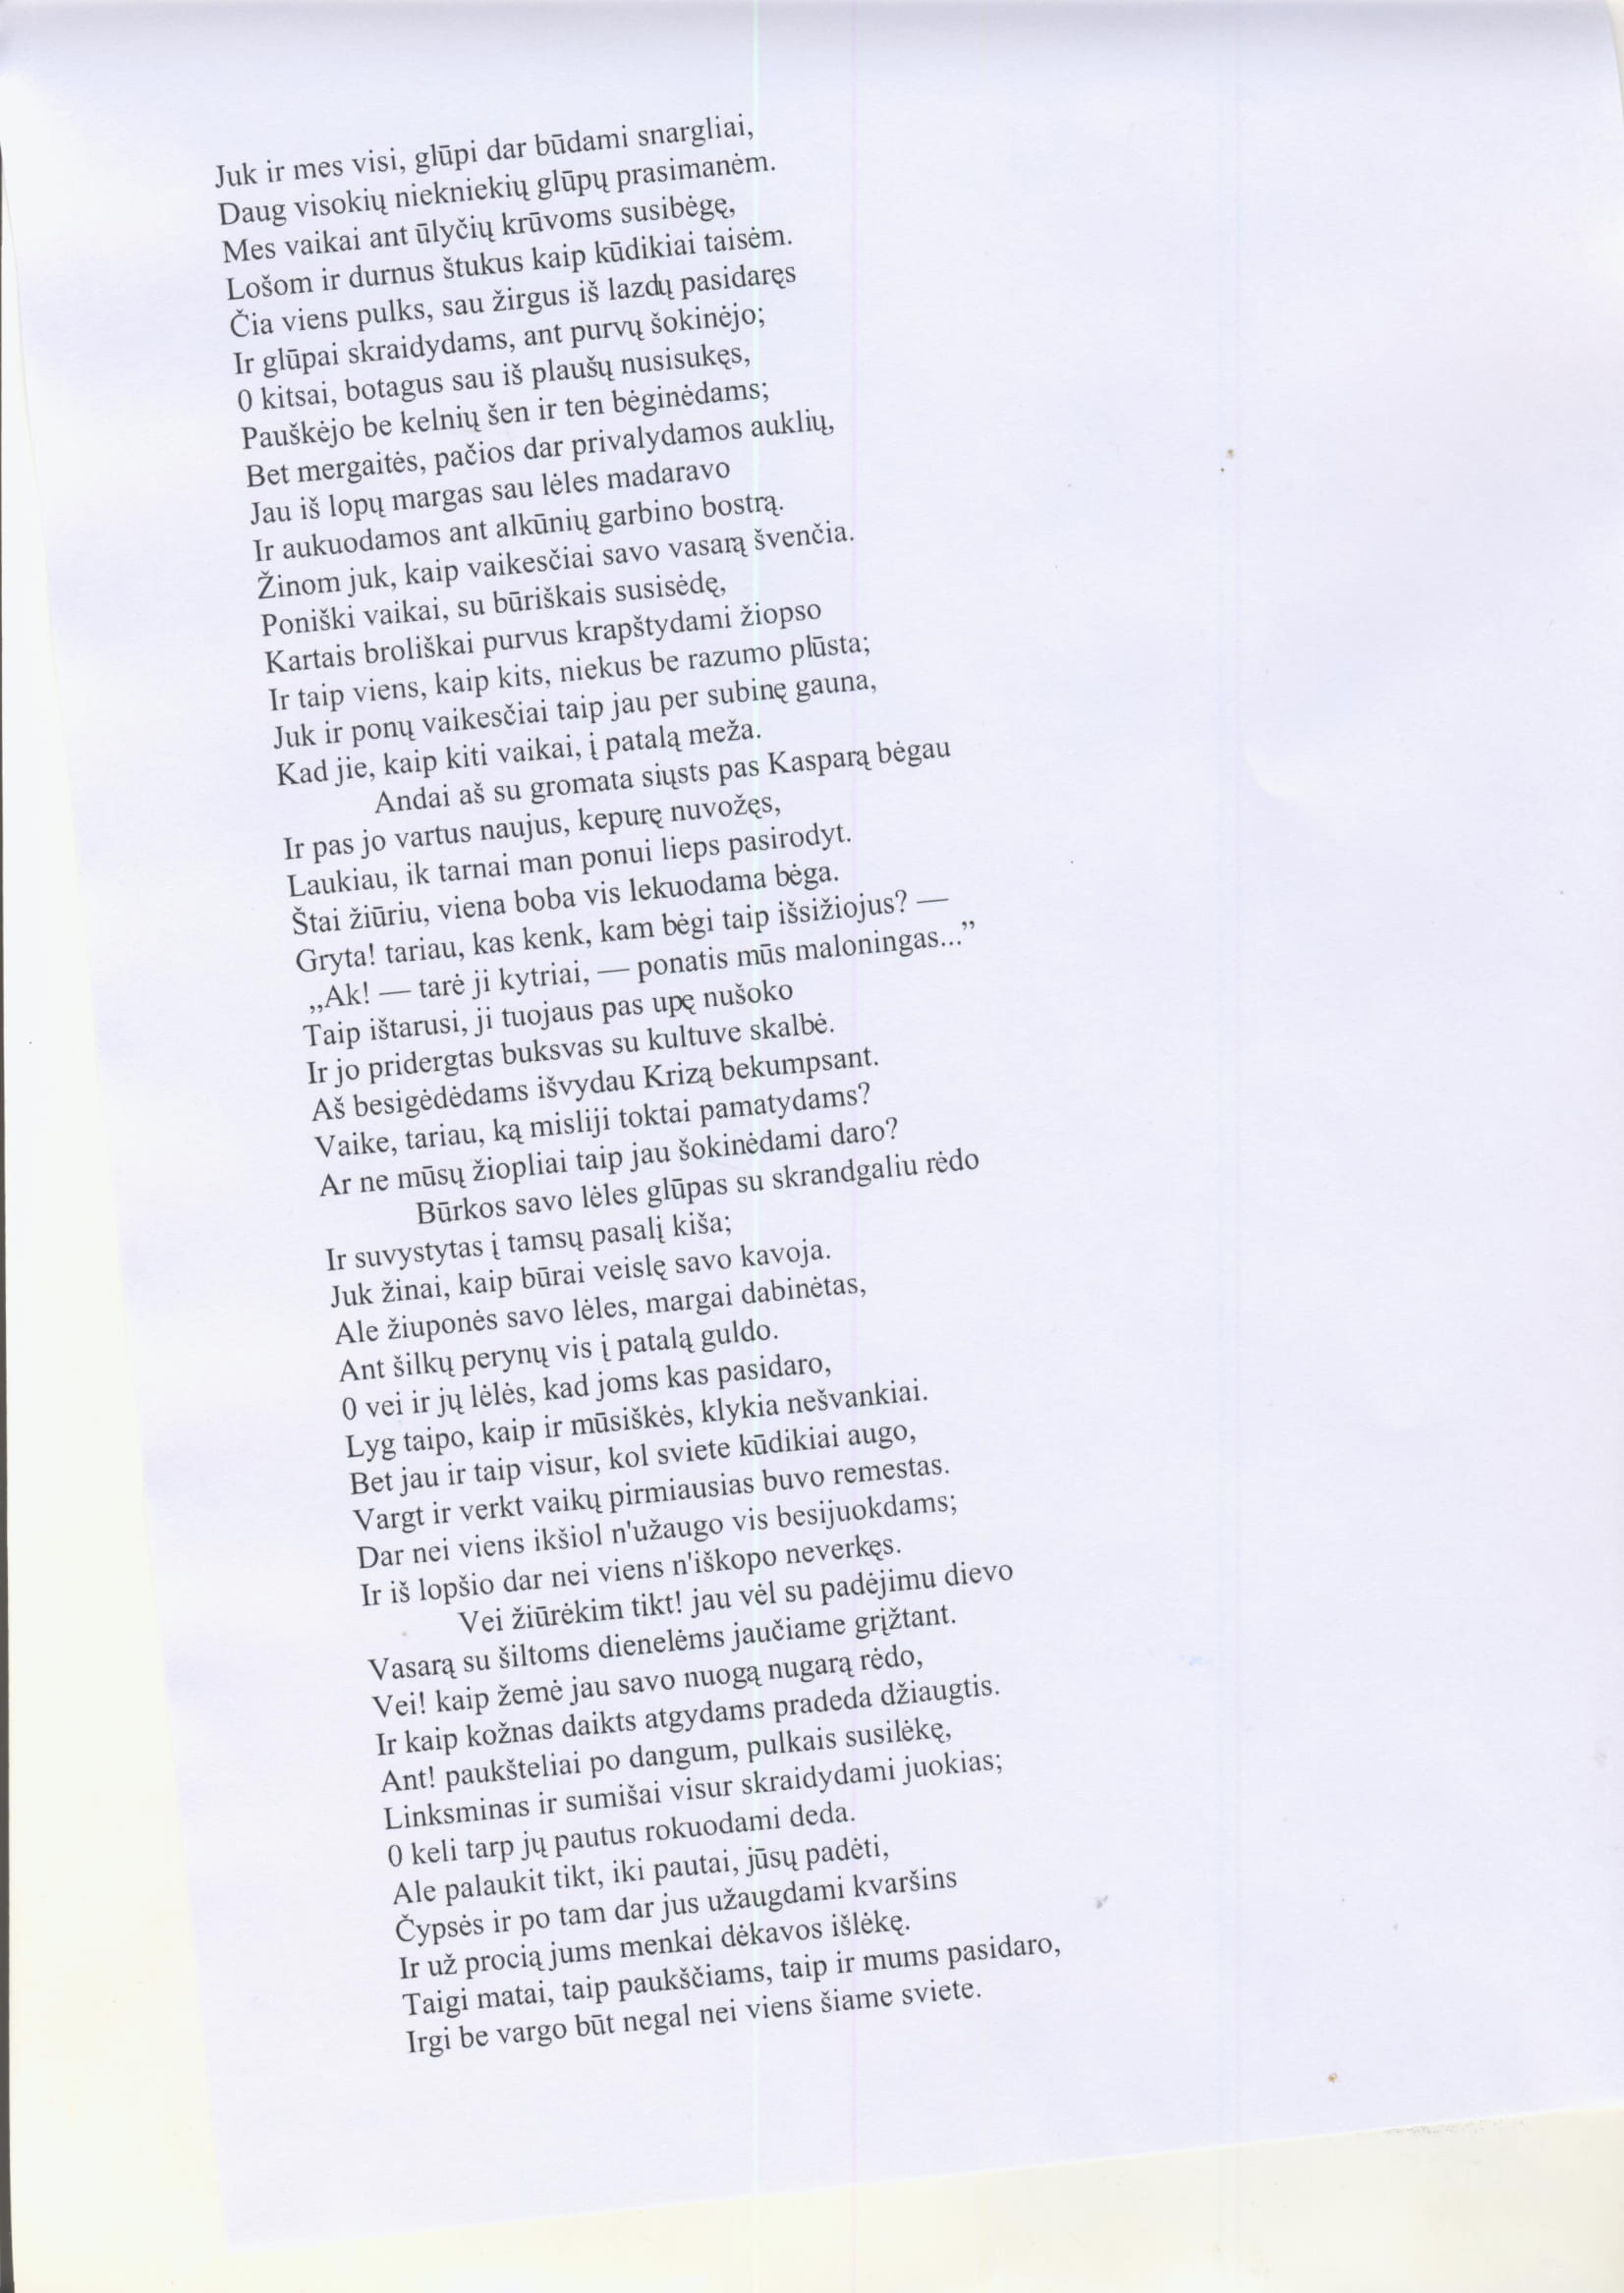 Juk ir mes visi, glūpi dar būdami snargliai,
Daug visokių niekniekių glūpų prasimanėm.
Mes vaikai ant ūlyčių krūvoms susibėgę,
Lošom ir durnus štukus kaip kūdikiai taisėm.
Čia viens pulks, sau žirgus iš lazdų pasidaręs
Ir glūpai skraidydams, ant purvų šokinėjo;
0 kitsai, botagus sau iš plaušų nusisukęs,
Pauškėjo be kelnių šen ir ten bėginėdams;
Bet mergaitės, pačios dar privalydamos auklių,
Jau iš lopų margas sau lėles madaravo
Ir aukuodamos ant alkūnių garbino bostrą.
Žinom juk, kaip vaikesčiai savo vasarą švenčia.
Poniški vaikai, su būriškais susisėdę,
Kartais broliškai purvus krapštydami žiopso
Ir taip viens, kaip kits, niekus be razumo plūsta;
Juk ir ponų vaikesčiai taip jau per subinę gauna,
Kad jie, kaip kiti vaikai, į patalą meža.
Andai aš su gromata siųsts pas Kasparą bėgau
Ir pas jo vartus naujus, kepurę nuvožęs,
Laukiau, ik tarnai man ponui lieps pasirodyt.
Štai žiūriu, viena boba vis lekuodama bėga.
Gryta! tariau, kas kenk, kam bėgi taip išsižiojus? —
„Ak! — tarė ji kytriai, — ponatis mūs maloningas...”
Taip ištarusi, ji tuojaus pas upę nušoko
Ir jo pridergtas buksvas su kultuve skalbė.
Aš besigėdėdams išvydau Krizą bekumpsant.
Vaike, tariau, ką misliji toktai pamatydams?
Ar ne mūsų žiopliai taip jau šokinėdami daro?
Būrkos savo lėles glūpas su skrandgaliu rėdo
Ir suvystytas į tamsų pasalį kiša;
Juk žinai, kaip būrai veislę savo kavoja.
Ale žiuponės savo lėles, margai dabinėtas,
Ant šilkų perynų vis į patalą guldo.
0 vei ir jų lėlės, kad joms kas pasidaro,
Lyg taipo, kaip ir mūsiškės, klykia nešvankiai.
Bet jau ir taip visur, kol sviete kūdikiai augo,
Vargt ir verkt vaikų pirmiausias buvo remestas.
Dar nei viens ikšiol n'užaugo vis besijuokdams;
Ir iš lopšio dar nei viens n'iškopo neverkęs.
Vei žiūrėkim tikt! jau vėl su padėjimu dievo
Vasarą su šiltoms dienelėms jaučiame grįžtant.
Vei! kaip žemė jau savo nuogą nugarą rėdo,
Ir kaip kožnas daikts atgydams pradeda džiaugtis.
Ant! paukšteliai po dangum, pulkais susilėkę,
Linksminas ir sumišai visur skraidydami juokias;
0 keli tarp jų pautus rokuodami deda.
Ale palaukit tikt, iki pautai, jūsų padėti,
Čypsės ir po tam dar jus užaugdami kvaršins
Ir už procią jums menkai dėkavos išlėkę.
Taigi matai, taip paukščiams, taip ir mums pasidaro,
Irgi be vargo būt negal nei viens šiame sviete.